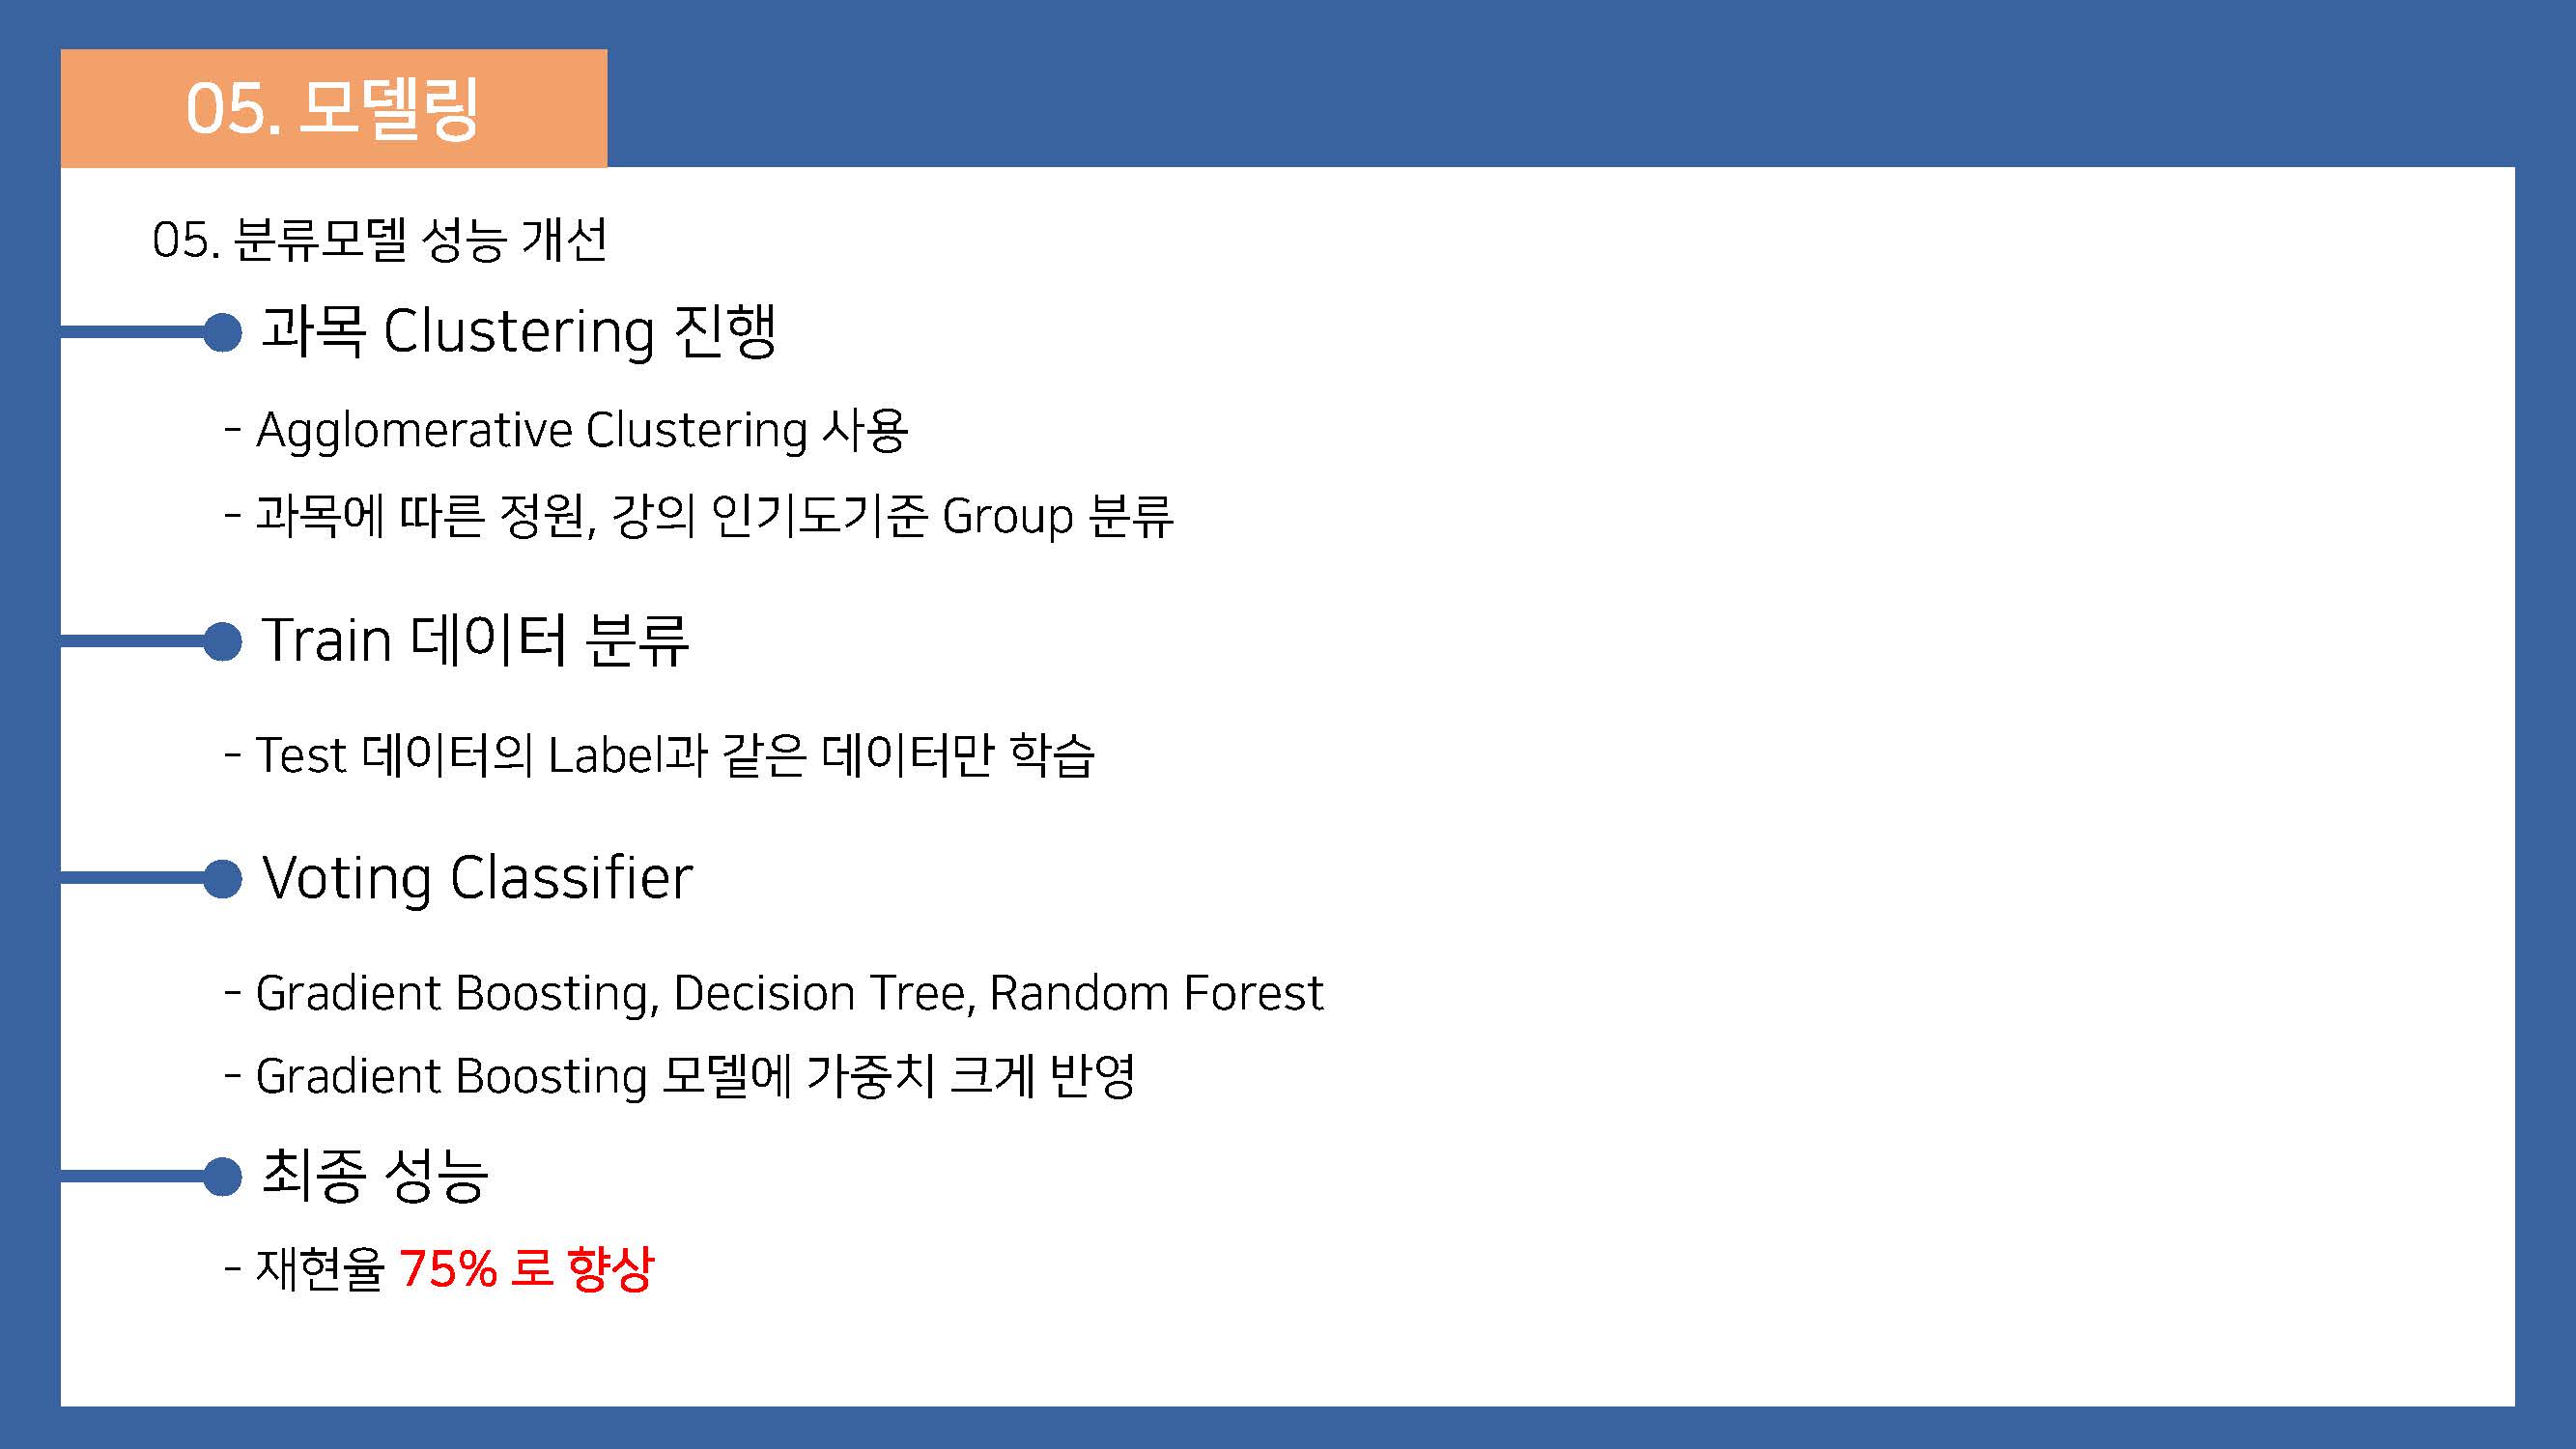 05. 모델링
05. 분류모델 성능 개선
과목 Clustering 진행
- Agglomerative Clustering 사용
- 과목에 따른 정원, 강의 인기도기준 Group 분류
Train 데이터 분류
- Test 데이터의 Label과 같은 데이터만 학습
Voting Classifier
- Gradient Boosting, Decision Tree, Random Forest
- Gradient Boosting 모델에 가중치 크게 반영
최종 성능
- 재현율 75% 로 향상